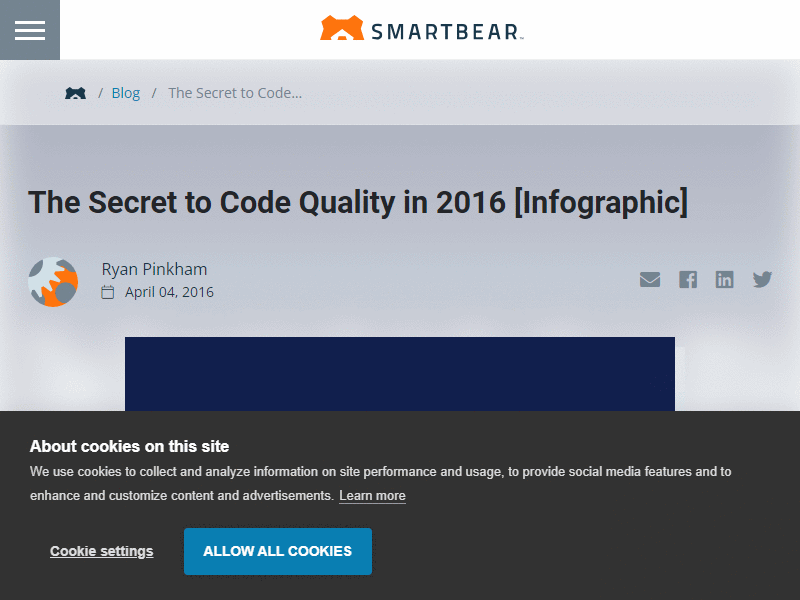 SMARTBEAR
/ Blog / The Secret to Code...
The Secret to Code Quality in 2016 [Infographic]
Ryan Pinkham
April 04, 2016
About cookies on this site
We use cookies to collect and analyze information on site performance and usage, to provide social media features and to
enhance and customize content and advertisements. Learn more
Cookie settings
ALLOW ALL COOKIES